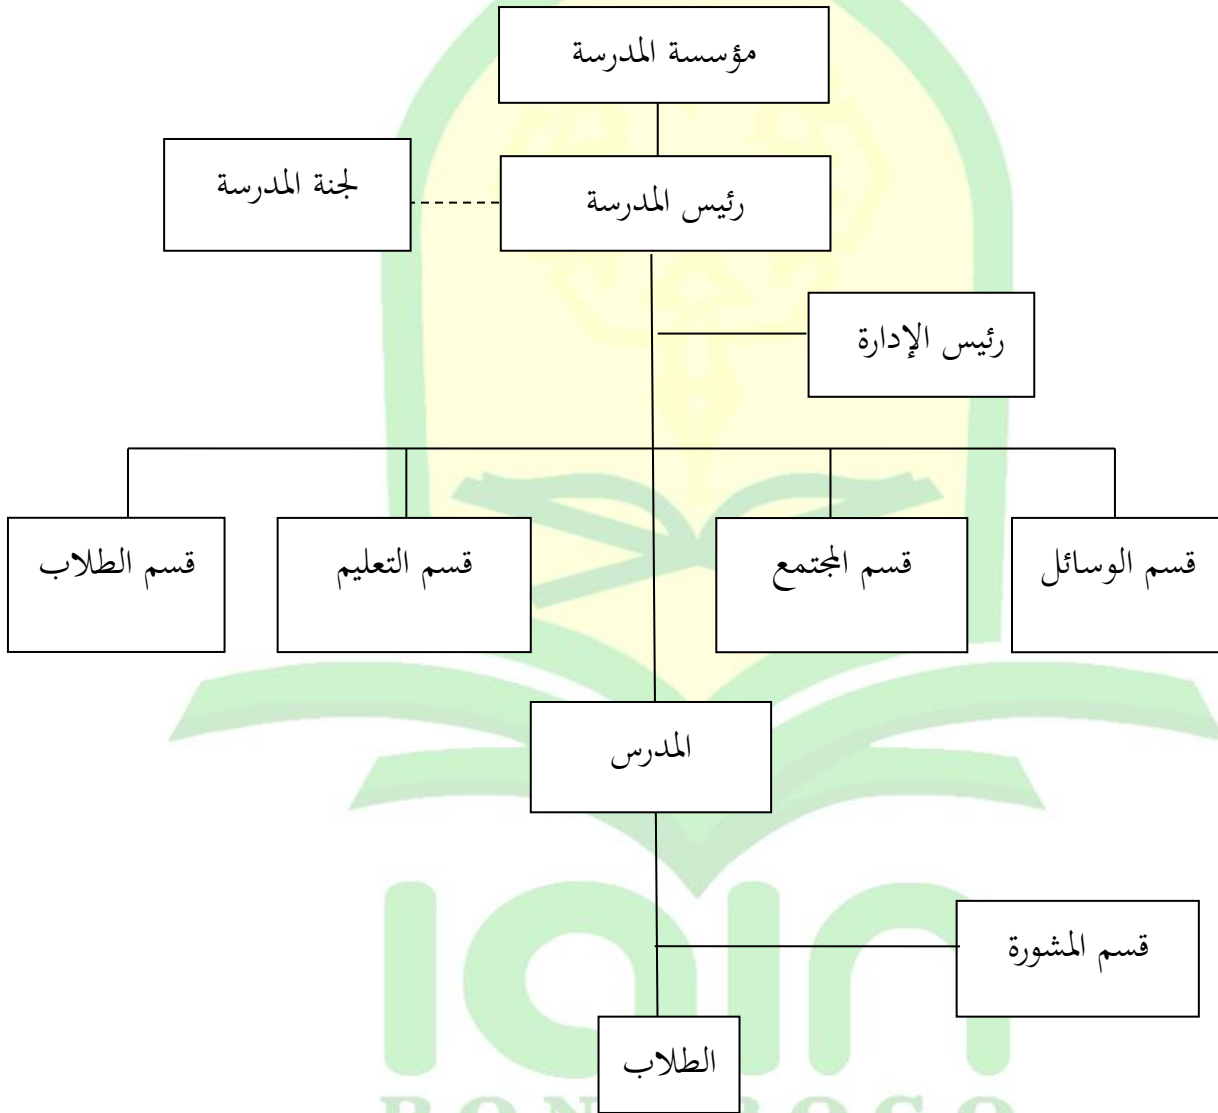 مؤسسة المدرسة
لجنة المدرسة
رئيس المدرسة
رئيس الإدارة
قسم الطلاب
قسم التعليم
قسم المجتمع
قسم الوسائل
المدرس
قسم المشورة
الطلاب
iain